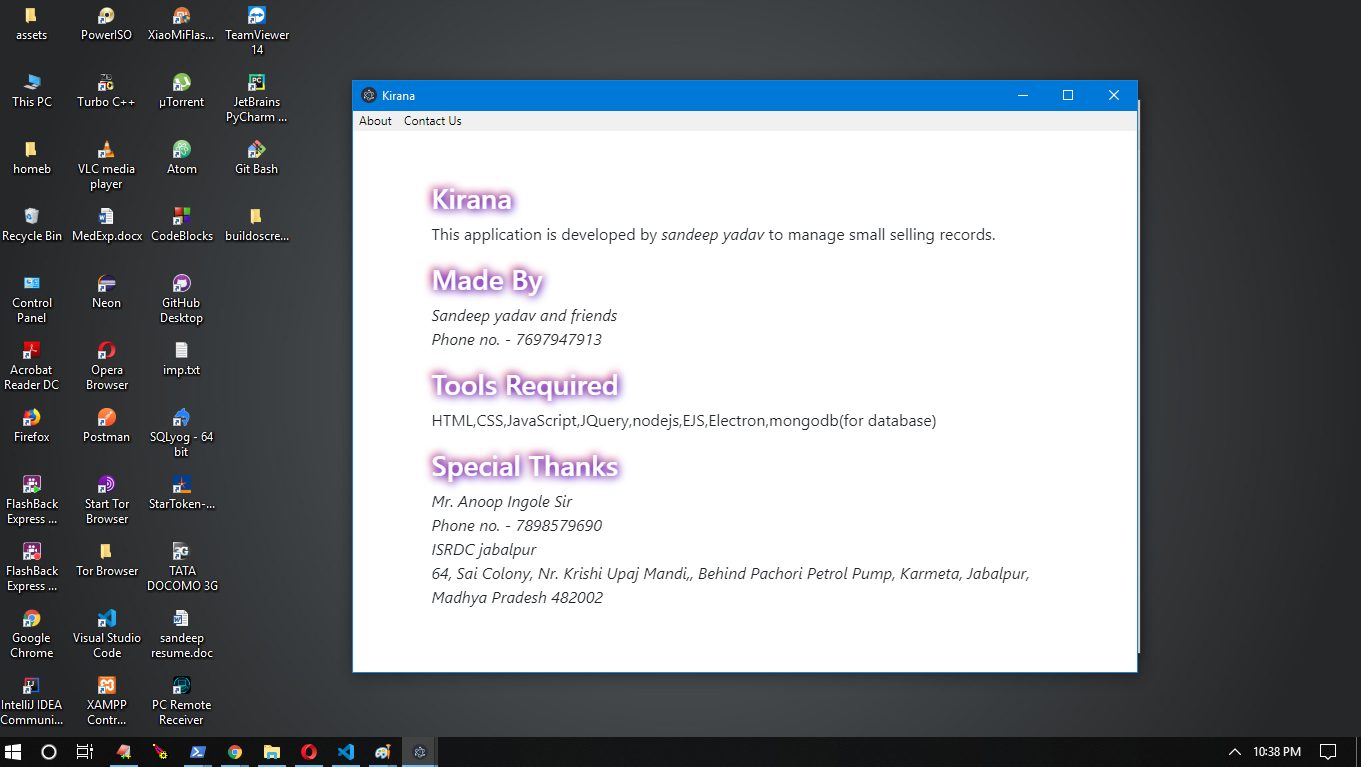 assets
PowerISO
XiaoMiFlas...
TeamViewer
14
This PC
Turbo C++
µTorrent
JetBrains
PyCharm ...
homeb
VLC media
player
Atom
Git Bash
Recycle Bin
MedExp.docx
CodeBlocks
buildoscre...
Control
Panel
Neon
GitHub
Desktop
Acrobat
Reader DC
Opera
Browser
imp.txt
Firefox
Postman
SQLyog - 64
bit
FlashBack
Express ...
Start Tor
Browser
StarToken-...
FlashBack
Express ...
Tor Browser
TATA
DOCOMO 3G
Google
Chrome
Visual Studio
Code
sandeep
resume.doc
IntelliJ IDEA
Communi...
XAMPP
Contr...
PC Remote
Receiver
Kirana
About Contact Us
Kirana
This application is developed by sandeep yadav to manage small selling records.
Made By
Sandeep yadav and friends
Phone no. - 7697947913
Tools Required
HTML,CSS,JavaScript,JQuery,nodejs,EJS,Electron,mongodb(for database)
Special Thanks
Mr. Anoop Ingole Sir
Phone no. - 7898579690
ISRDC jabalpur
64, Sai Colony, Nr. Krishi Upaj Mandi,, Behind Pachori Petrol Pump, Karmeta, Jabalpur,
Madhya Pradesh 482002
10:38 PM